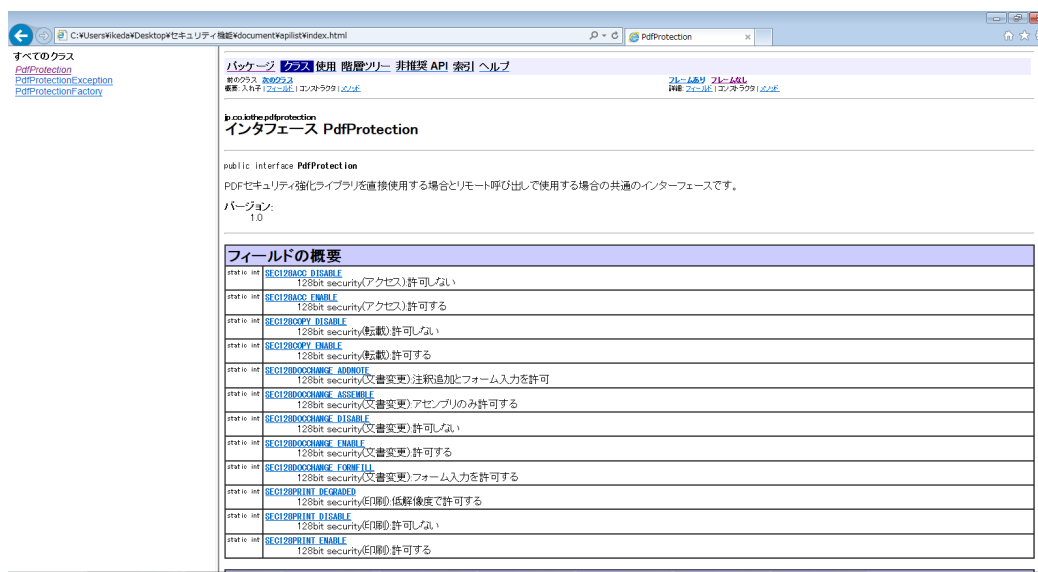 C:¥Users¥ikeda¥Desktop¥セキュリティ機能¥document¥apilist¥index.html
PdfProtection
すべてのクラス
PdfProtection
PdfProtectionException
PdfProtectionFactory
パッケージ クラス 使用 階層ツリー 非推奨 API 索引 ヘルプ
前のクラス 次のクラス
フレームあり フレームなし
概要: 入れ子 | フィールド | コンストラクタ | メソッド
詳細: フィールド | コンストラクタ | メソッド
jp.co.iothe.pdfprotection
インタフェース PdfProtection
public interface PdfProtection
PDFセキュリティ強化ライブラリを直接使用する場合とリモート呼び出しで使用する場合の共通のインターフェースです。
バージョン:
1.0
フィールドの概要
static int SEC128ACC_DISABLE
128bit security(アクセス):許可しない
static int SEC128ACC_ENABLE
128bit security(アクセス):許可する
static int SEC128COPY_DISABLE
128bit security(転載):許可しない
static int SEC128COPY_ENABLE
128bit security(転載):許可する
static int SEC128DOCCHANGE_ADDNOTE
128bit security(文書変更):注釈追加とフォーム入力を許可
static int SEC128DOCCHANGE_ASSEMBLE
128bit security(文書変更):アセンブリのみ許可する
static int SEC128DOCCHANGE_DISABLE
128bit security(文書変更):許可しない
static int SEC128DOCCHANGE_ENABLE
128bit security(文書変更):許可する
static int SEC128DOCCHANGE_FORMFILL
128bit security(文書変更):フォーム入力を許可する
static int SEC128PRINT_DEGRADED
128bit security(印刷):低解像度で許可する
static int SEC128PRINT_DISABLE
128bit security(印刷):許可しない
static int SEC128PRINT_ENABLE
128bit security(印刷):許可する